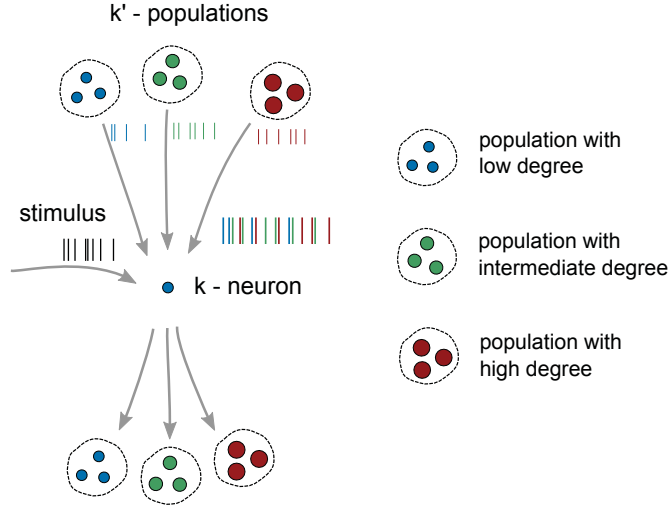 k' - populations
population with
low degree
stimulus
population with
intermediate degree
k - neuron
population with
high degree